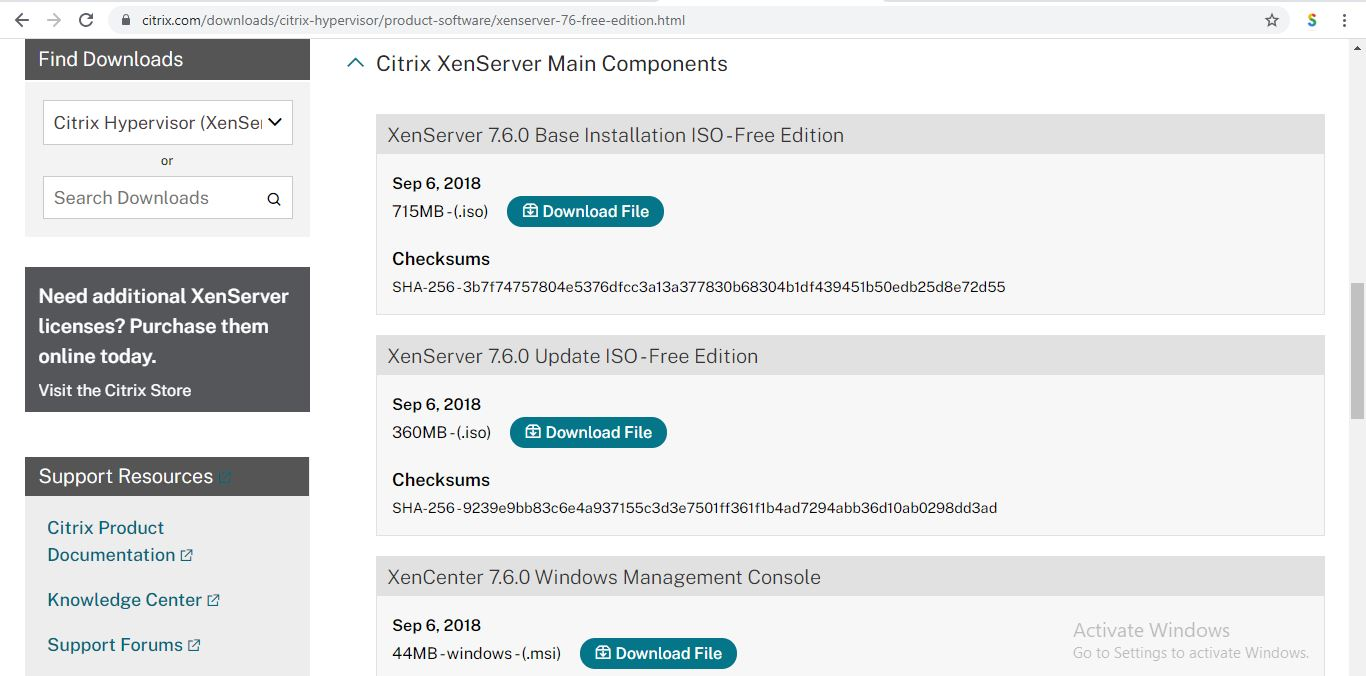 citrix.com/downloads/citrix-hypervisor/product-software/xenserver-76-free-edition.html
Find Downloads
Citrix Hypervisor (XenSe
or
Search Downloads
Need additional XenServer
licenses? Purchase them
online today.
Visit the Citrix Store
Support Resources
Citrix Product
Documentation
Knowledge Center
Support Forums
Citrix XenServer Main Components
XenServer 7.6.0 Base Installation ISO - Free Edition
Sep 6, 2018
715MB - (.iso) Download File
Checksums
SHA-256 - 3b7f74757804e5376dfcc3a13a377830b68304b1df439451b50edb25d8e72d55
XenServer 7.6.0 Update ISO - Free Edition
Sep 6, 2018
360MB - (.iso) Download File
Checksums
SHA-256 - 9239e9bb83c6e4a937155c3d3e7501ff361f1b4ad7294abb36d10ab0298dd3ad
XenCenter 7.6.0 Windows Management Console
Sep 6, 2018
44MB - windows - (.msi) Download File
Activate Windows
Go to Settings to activate Windows.